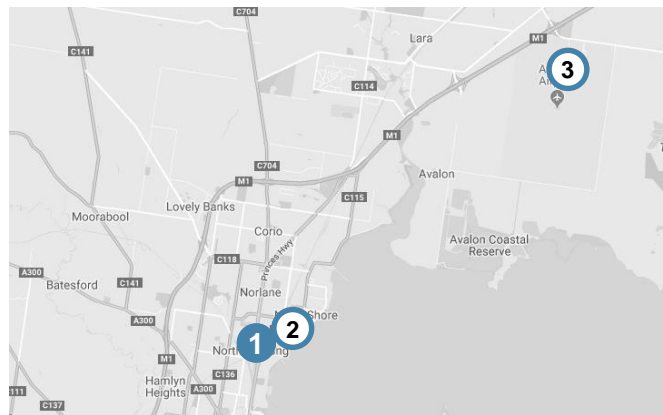 C704
Lara
M1
C141
3
C114
M1
C704
Avalon
M1
C115
Lovely Banks
Moorabool
Corio
Princes Hwy
Avalon Coastal
Reserve
C118
A300
C141
Batesford
Norlane
Shore
2
A300
1
M1
C136
Hamlyn
Heights
A300
C137